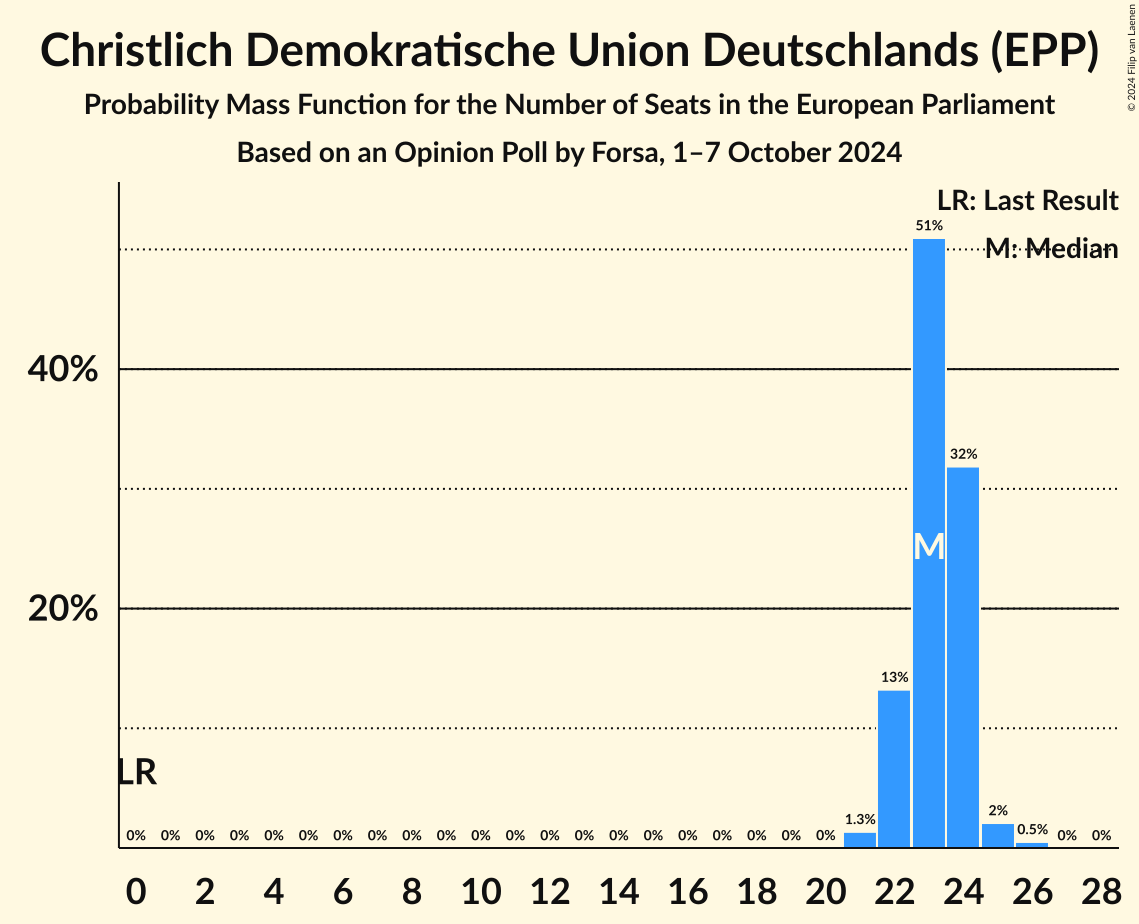 Christlich Demokratische Union Deutschlands (EPP)
Probability Mass Function for the Number of Seats in the European Parliament
Based on an Opinion Poll by Forsa, 1–7 October 2024
© 2024 Filip van Laenen
LR: Last Result
M: Median
51%
40%
32%
M
20%
13%
LR
0% 0% 0% 0% 0% 0% 0% 0% 0% 0% 0% 0% 0% 0% 0% 0% 0% 0% 0% 0% 0% 1.3% 2% 0.5% 0% 0%
0 2 4 6 8 10 12 14 16 18 20 22 24 26 28